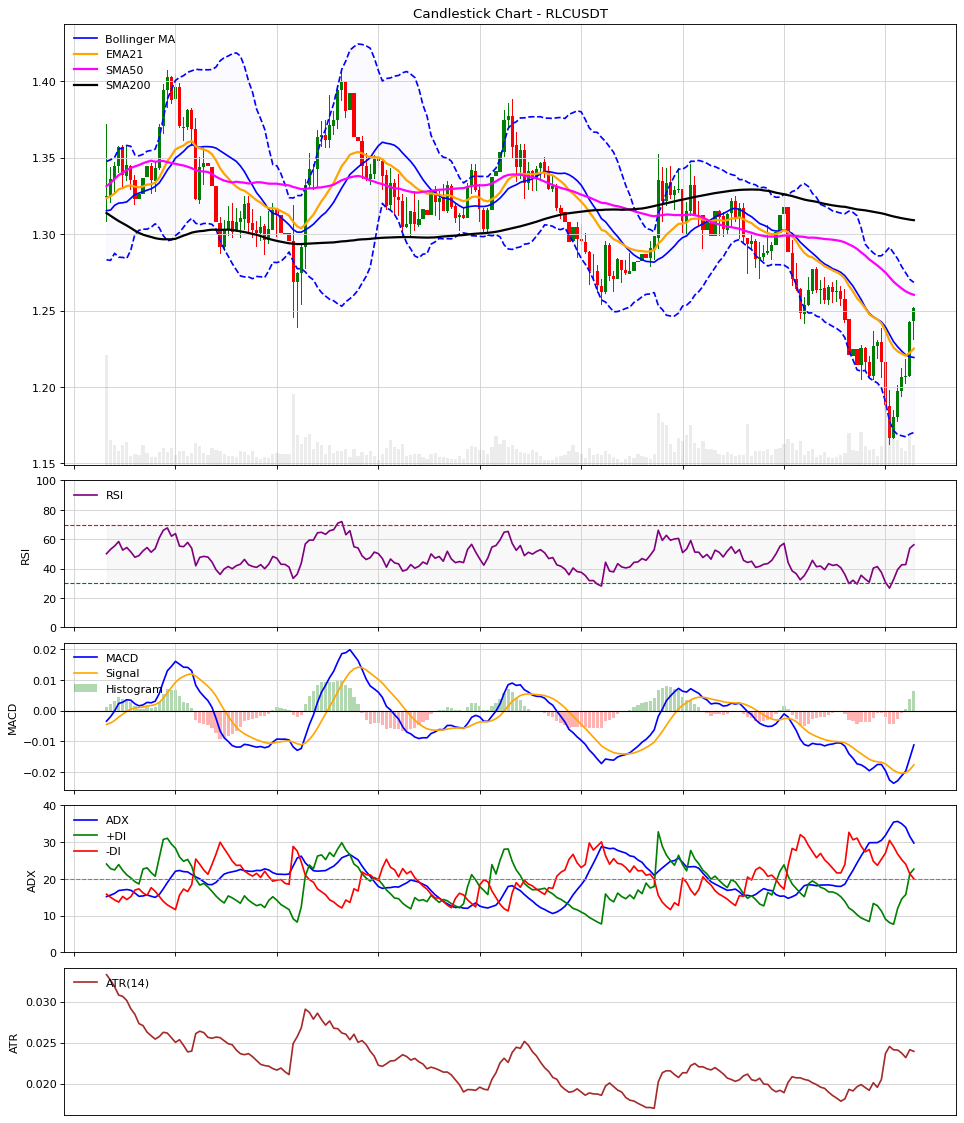 Candlestick Chart - RLCUSDT
Bollinger MA
EMA21
SMA50
SMA200
1.40
1.35
1.30
1.25
1.20
1.15
RSI
RSI
100
80
60
40
20
0
MACD
Signal
Histogram
MACD
0.02
0.01
0.00
−0.01
−0.02
ADX
+DI
-DI
ADX
40
30
20
10
0
ATR(14)
ATR
0.030
0.025
0.020